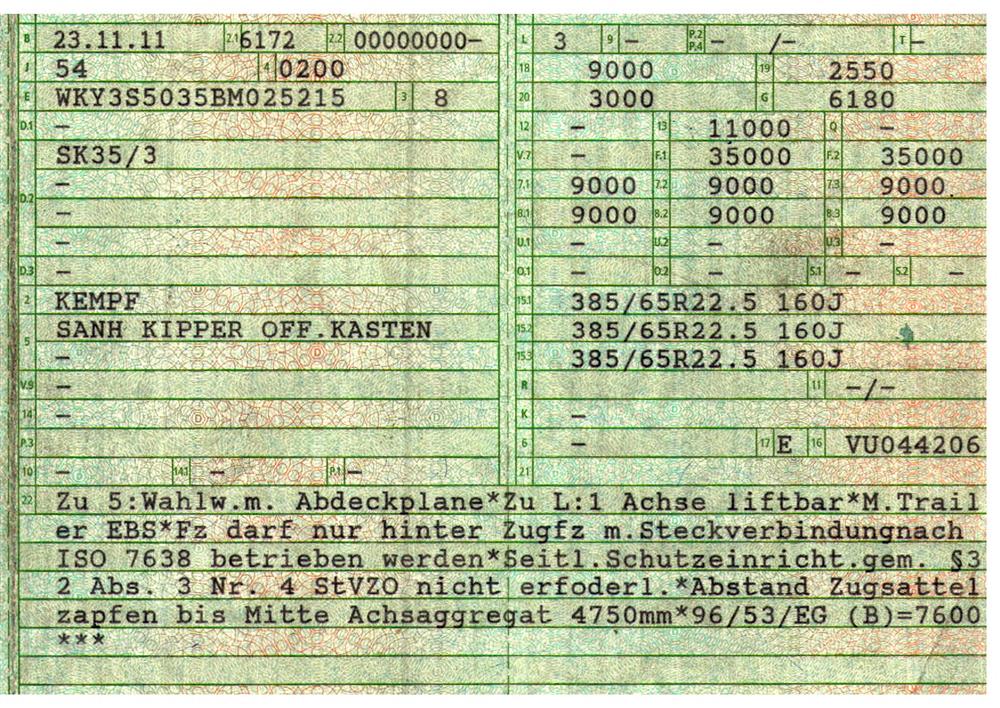 B 23.11.11 2.1 6172 2.2 00000000-
J 54 4 0200
E WKY3S5035BM025215 3 8
D.1 -
SK35/3
D.2 -
-
-
D.3 -
2 KEMPF
5 SANH KIPPER OFF.KASTEN
-
V.9 -
14 -
P.3 -
10 - 14.1 - P.1 -
L 3 9 - P.2 P.4 - /- T -
18 9000 19 2550
20 3000 G 6180
12 - 13 11000 Q -
V.7 - F.1 35000 F.2 35000
7.1 9000 7.2 9000 7.3 9000
8.1 9000 8.2 9000 8.3 9000
U.1 - U.2 - U.3 -
O.1 - O.2 - S.1 - S.2 -
15.1 385/65R22.5 160J
15.2 385/65R22.5 160J
15.3 385/65R22.5 160J
R 11 -/-
K -
6 - 17 E 16 VU044206
21
22 Zu 5:Wahlw.m. Abdeckplane*Zu L:1 Achse liftbar*M.Trail
er EBS*Fz darf nur hinter Zugfz m.Steckverbindungnach
ISO 7638 betrieben werden*Seitl.Schutzeinricht.gem. §3
2 Abs. 3 Nr. 4 StVZO nicht erfoderl.*Abstand Zugsattel
zapfen bis Mitte Achsaggregat 4750mm*96/53/EG (B)=7600
***